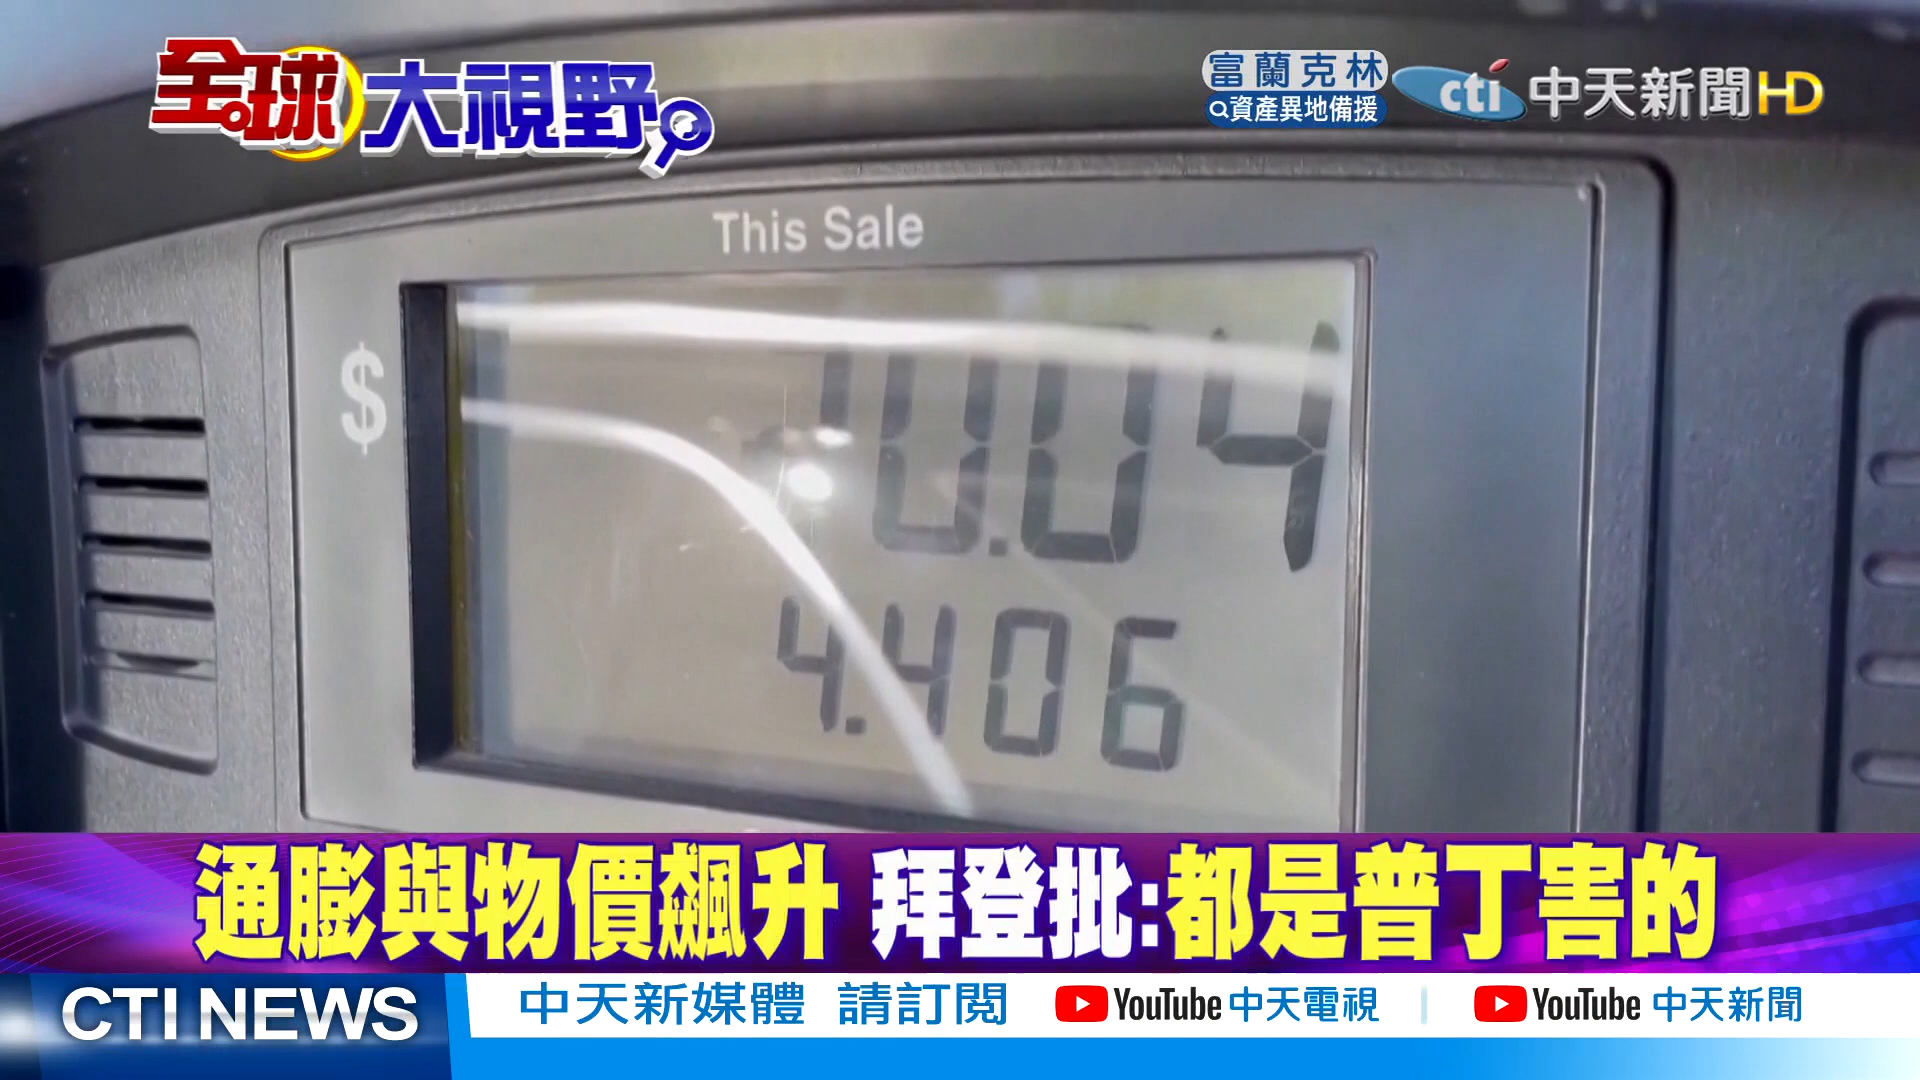 全球大視野
富蘭克林
資產異地備援
cti 中天新聞HD
This Sale
$
10.04
4.406
通膨與物價飆升 拜登批:都是普丁害的
CTI NEWS
中天新媒體 請訂閱 YouTube 中天電視 YouTube 中天新聞